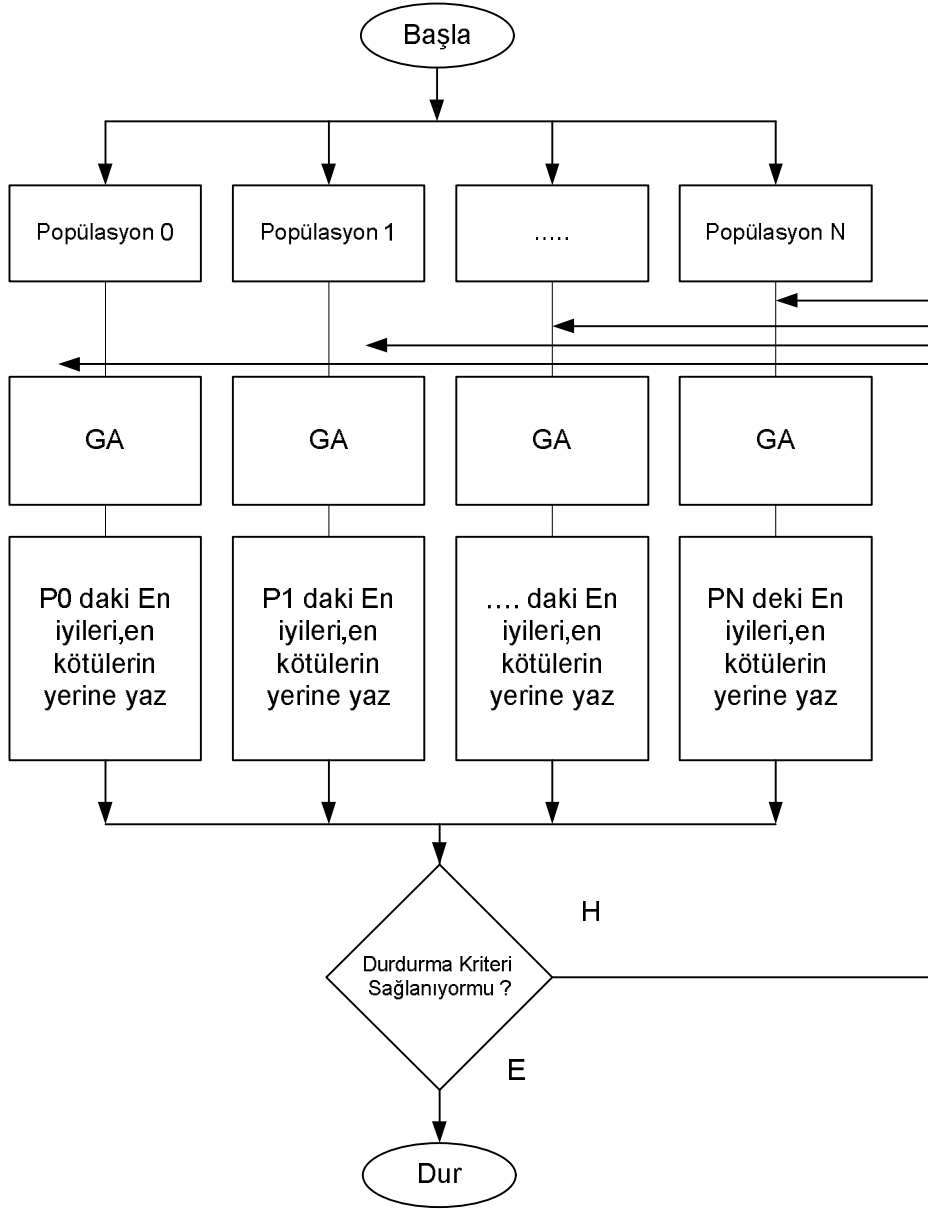 Başla
Popülasyon 0
Popülasyon 1
.....
Popülasyon N
GA
GA
GA
GA
P0 daki En
iyileri,en
kötülerin
yerine yaz
P1 daki En
iyileri,en
kötülerin
yerine yaz
.... daki En
iyileri,en
kötülerin
yerine yaz
PN deki En
iyileri,en
kötülerin
yerine yaz
H
Durdurma Kriteri
Sağlanıyormu ?
E
Dur